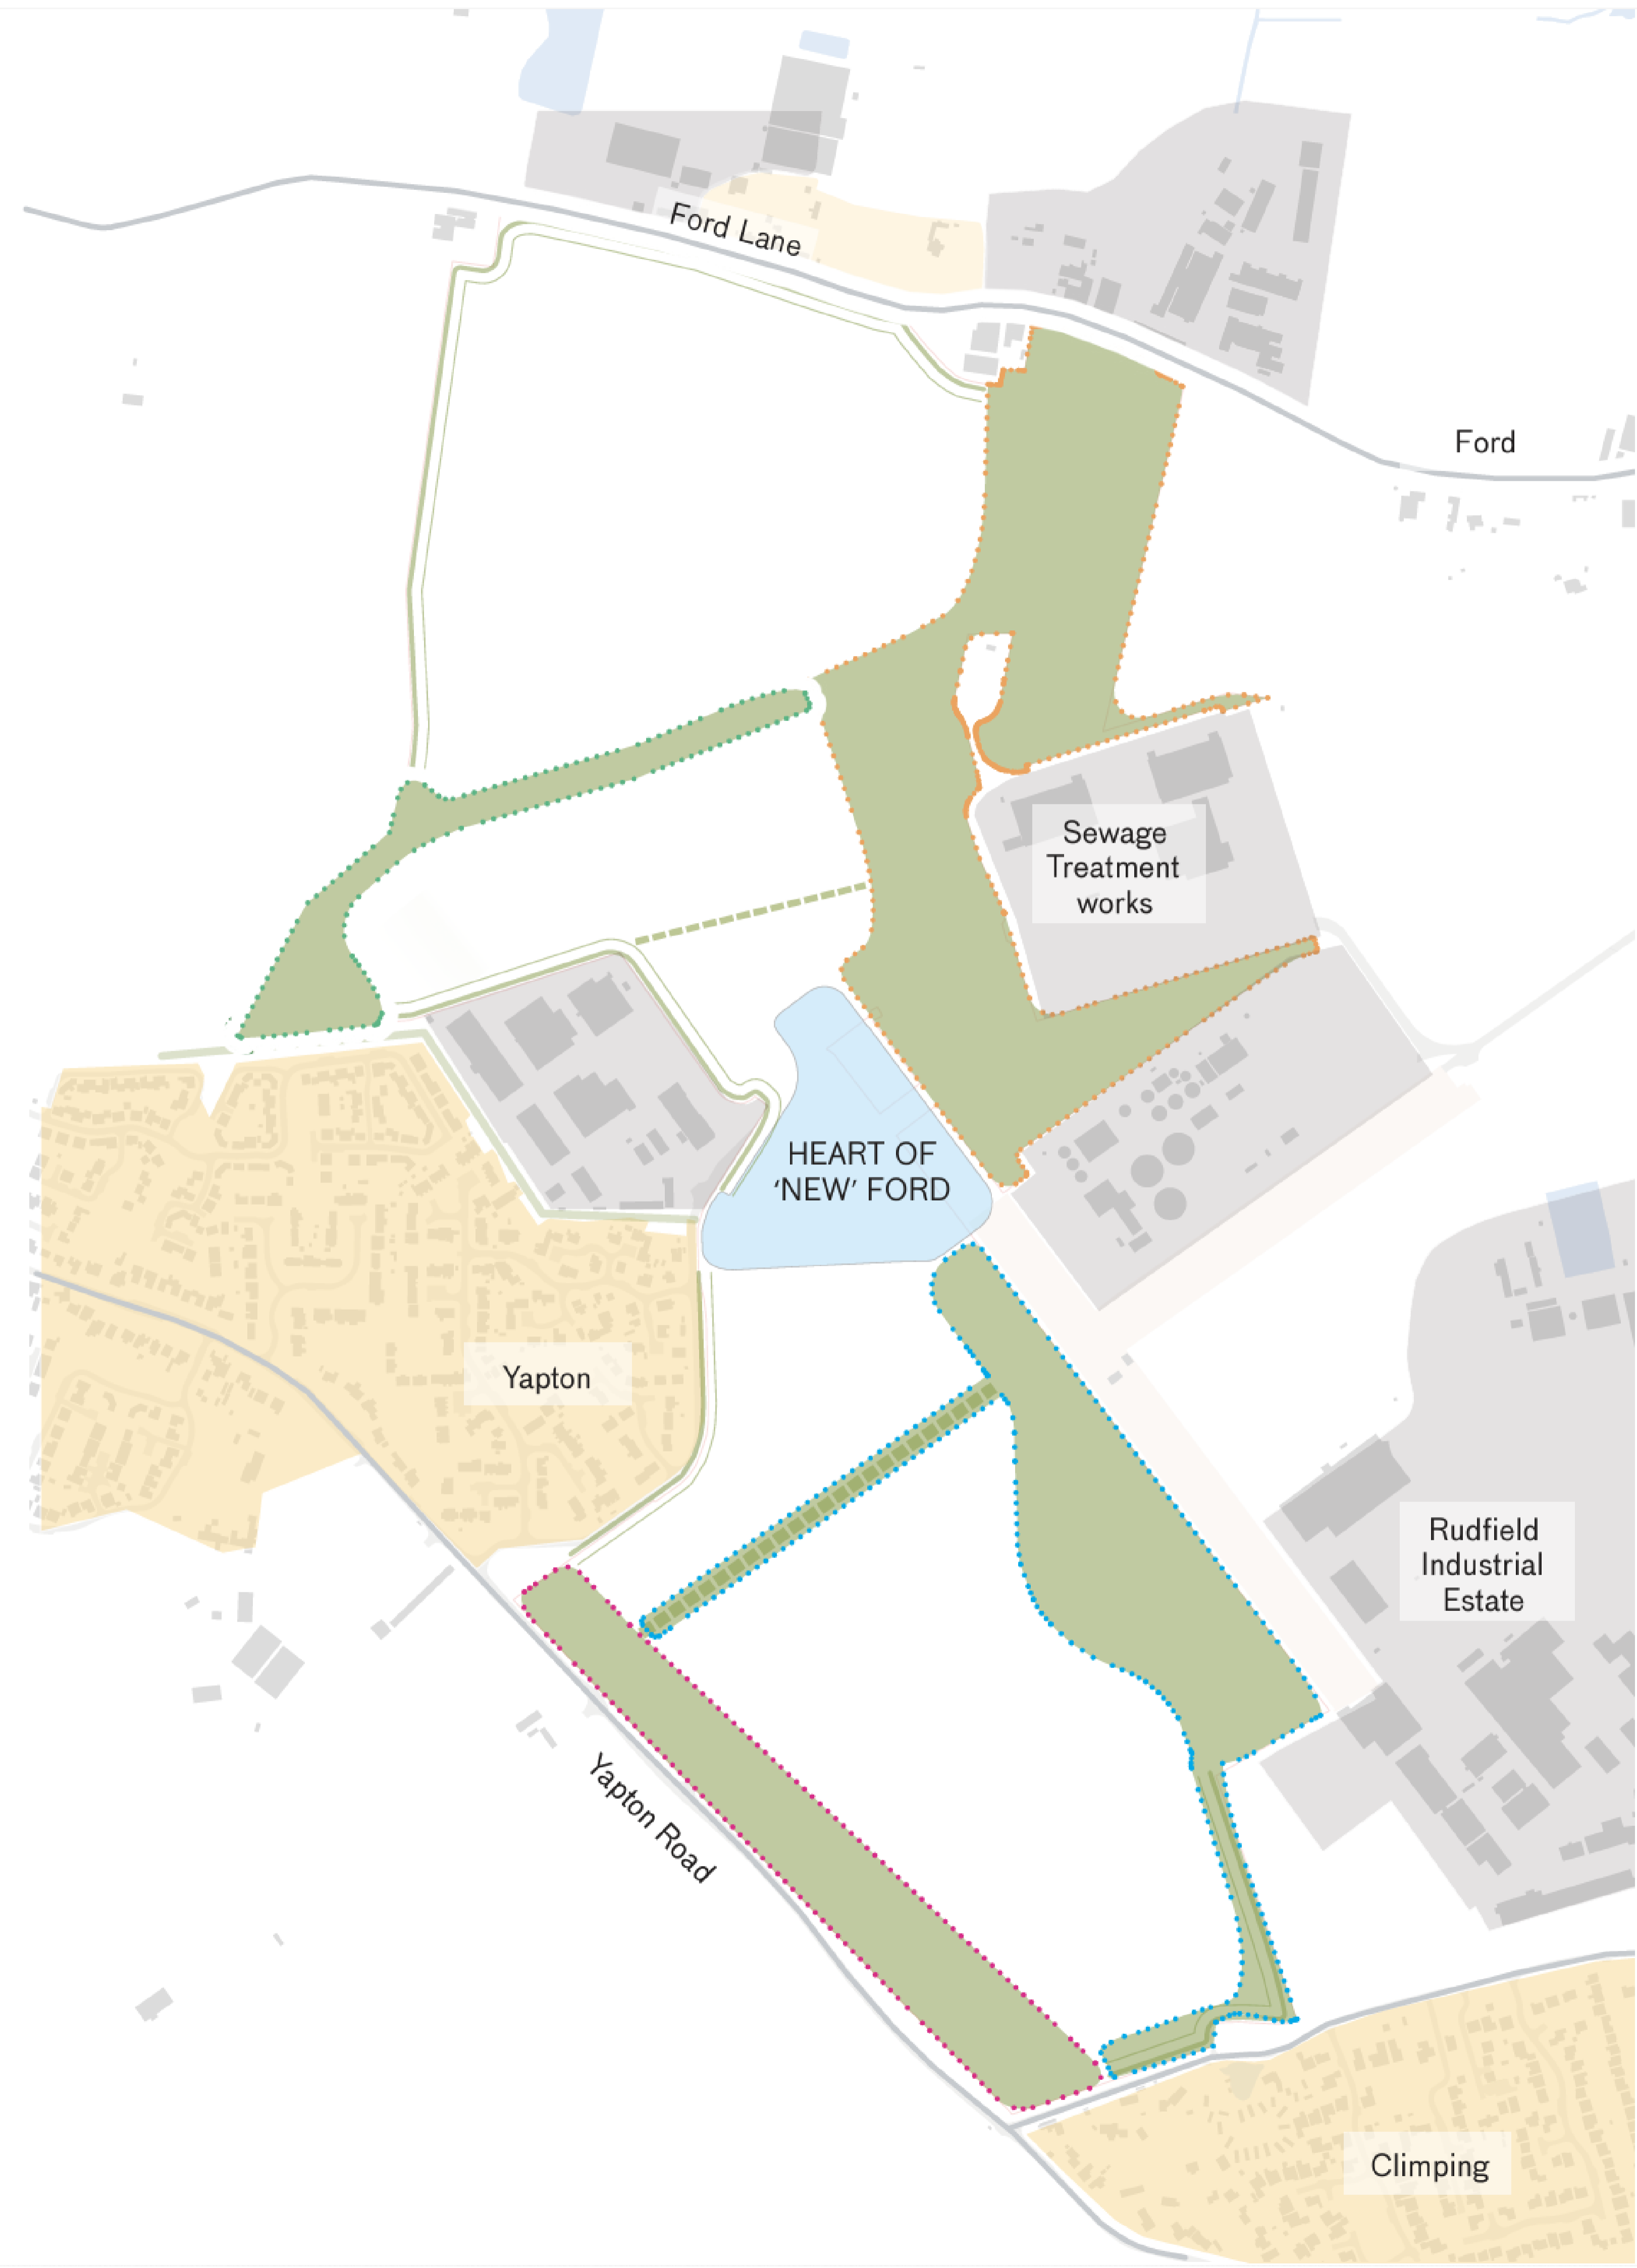 Ford Lane
Ford
Sewage
Treatment
works
HEART OF
‘NEW’ FORD
Yapton
Rudfield
Industrial
Estate
Yapton Road
Climping